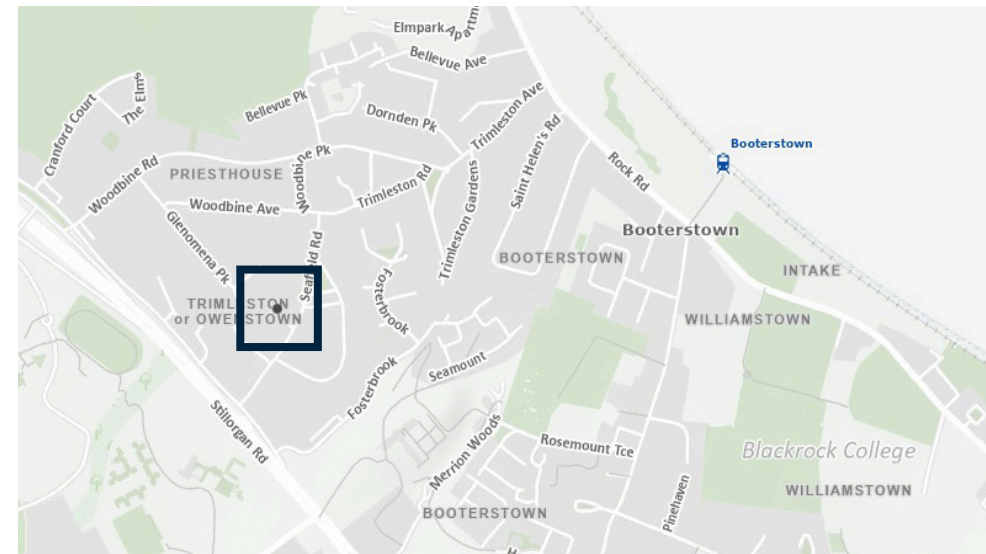 Elmpark Apartm
Bellevue Ave
The Elms
Cranford Court
Bellevue Pk
Dornden Pk
Trimleston Ave
Saint Helen's Rd
Booterstown
Rock Rd
Woodbine Rd
PRIESTHOUSE
Woodbine Pk
Trimleston Rd
Trimleston Gardens
Woodbine Ave
Glenomena Pk
Seafield Rd
Booterstown
BOOTERSTOWN
INTAKE
Fosterbrook
TRIMLESTON
or OWENSTOWN
WILLIAMSTOWN
Seamount
Fosterbrook
Stillorgan Rd
Merrion Woods
Rosemount Tce
Blackrock College
WILLIAMSTOWN
Pinehaven
BOOTERSTOWN
H